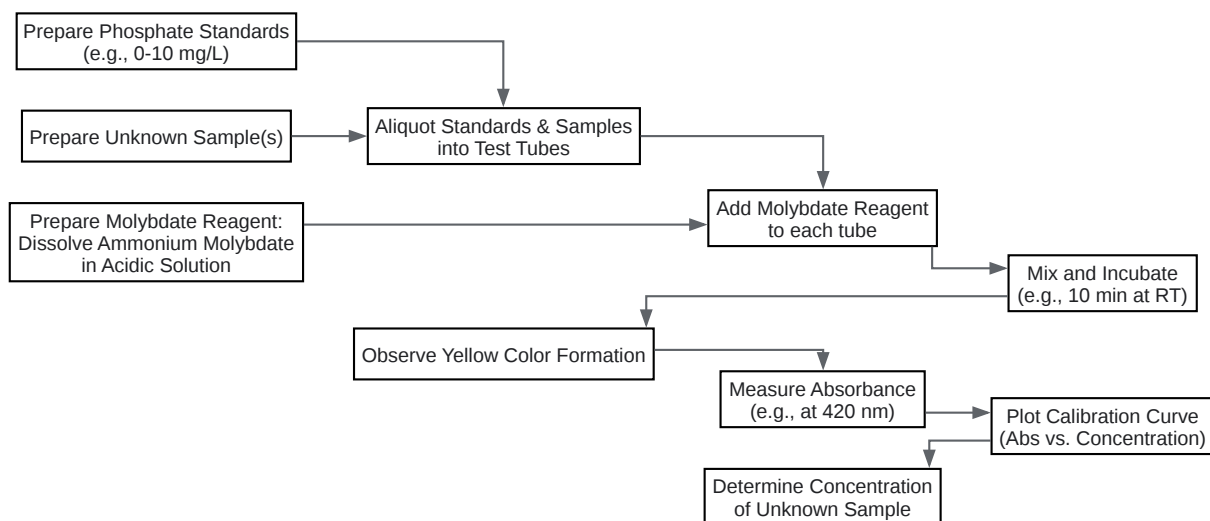 Prepare Phosphate Standards
(e.g., 0-10 mg/L)
Prepare Unknown Sample(s)
Aliquot Standards & Samples
into Test Tubes
Prepare Molybdate Reagent:
Dissolve Ammonium Molybdate
in Acidic Solution
Add Molybdate Reagent
to each tube
Mix and Incubate
(e.g., 10 min at RT)
Observe Yellow Color Formation
Measure Absorbance
(e.g., at 420 nm)
Plot Calibration Curve
(Abs vs. Concentration)
Determine Concentration
of Unknown Sample